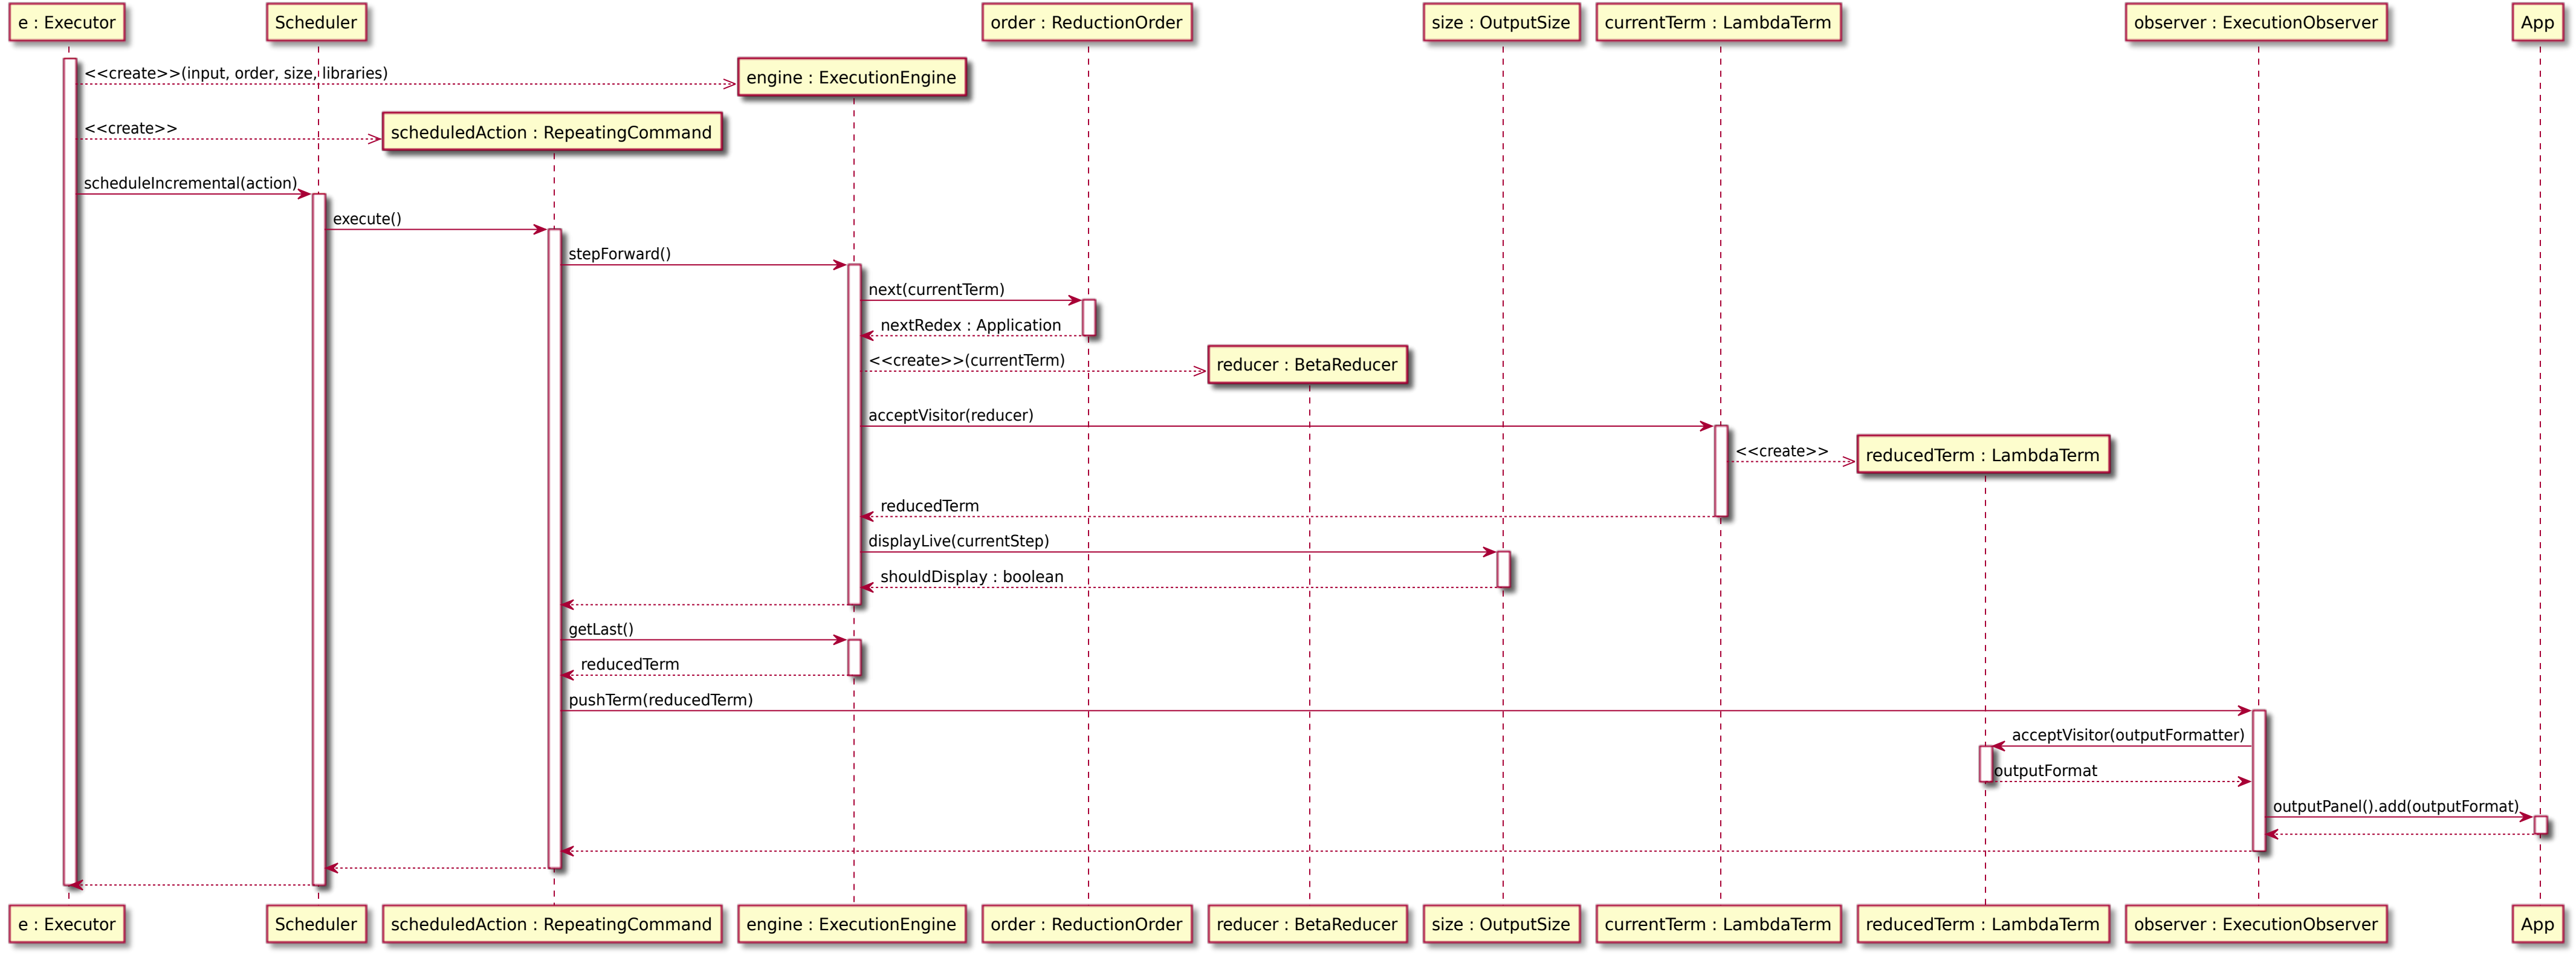 e : Executor
Scheduler
order : ReductionOrder
size : OutputSize
currentTerm : LambdaTerm
observer : ExecutionObserver
App
<<create>>(input, order, size, libraries)
engine : ExecutionEngine
<<create>>
scheduledAction : RepeatingCommand
scheduleIncremental(action)
execute()
stepForward()
next(currentTerm)
nextRedex : Application
<<create>>(currentTerm)
reducer : BetaReducer
acceptVisitor(reducer)
<<create>>
reducedTerm : LambdaTerm
reducedTerm
displayLive(currentStep)
shouldDisplay : boolean
getLast()
reducedTerm
pushTerm(reducedTerm)
acceptVisitor(outputFormatter)
outputFormat
outputPanel().add(outputFormat)
e : Executor
Scheduler
scheduledAction : RepeatingCommand
engine : ExecutionEngine
order : ReductionOrder
reducer : BetaReducer
size : OutputSize
currentTerm : LambdaTerm
reducedTerm : LambdaTerm
observer : ExecutionObserver
App